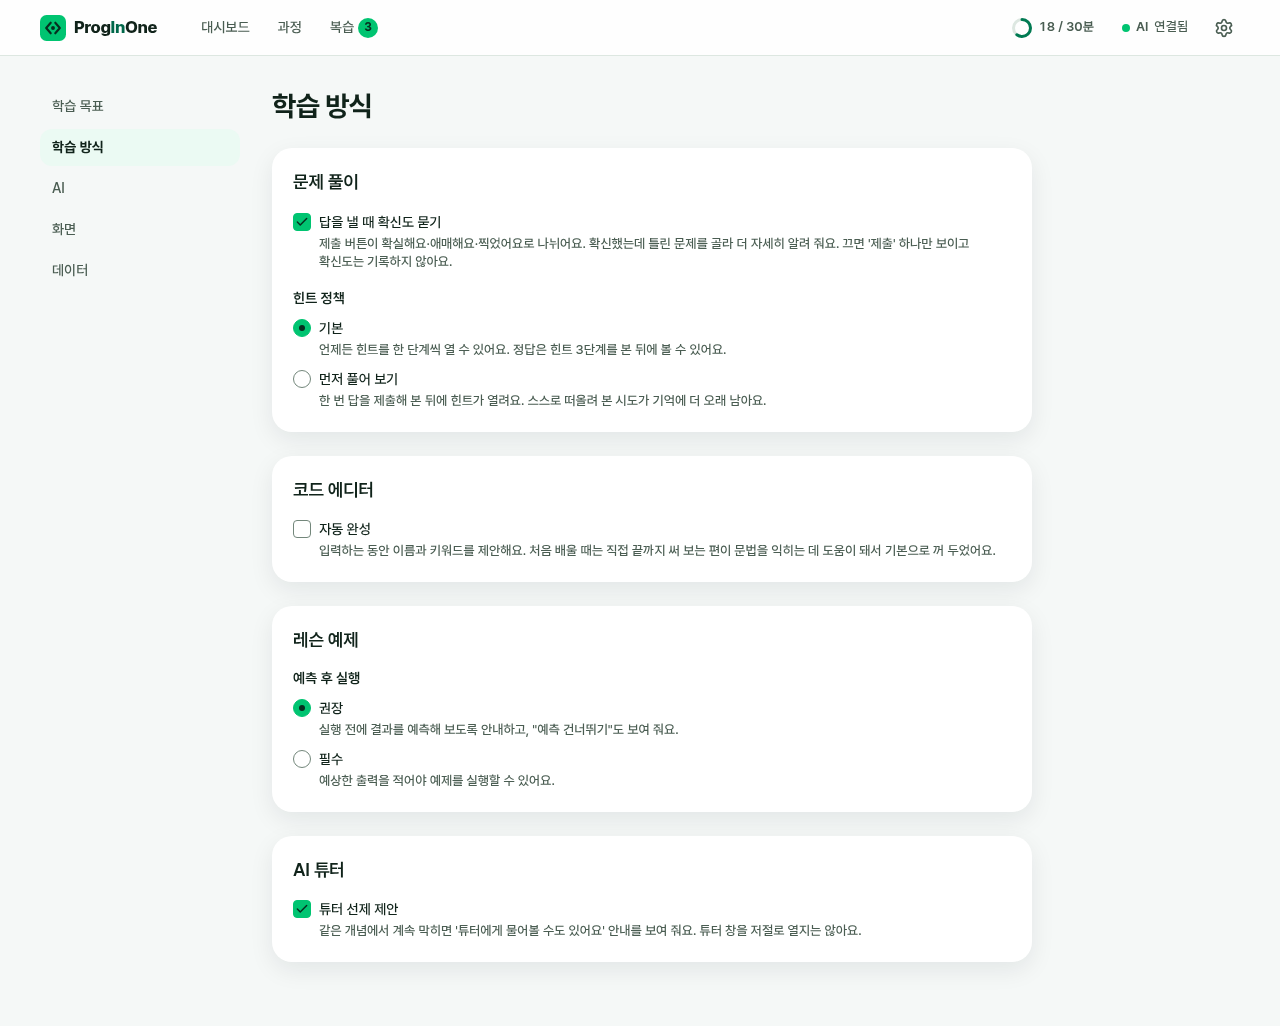 ProgInOne
대시보드
과정
복습 3
18 / 30분
AI 연결됨
학습 목표
학습 방식
AI
화면
데이터
학습 방식
문제 풀이
답을 낼 때 확신도 묻기
제출 버튼이 확실해요·애매해요·찍었어요로 나뉘어요. 확신했는데 틀린 문제를 골라 더 자세히 알려 줘요. 끄면 '제출' 하나만 보이고
확신도는 기록하지 않아요.
힌트 정책
기본
언제든 힌트를 한 단계씩 열 수 있어요. 정답은 힌트 3단계를 본 뒤에 볼 수 있어요.
먼저 풀어 보기
한 번 답을 제출해 본 뒤에 힌트가 열려요. 스스로 떠올려 본 시도가 기억에 더 오래 남아요.
코드 에디터
자동 완성
입력하는 동안 이름과 키워드를 제안해요. 처음 배울 때는 직접 끝까지 써 보는 편이 문법을 익히는 데 도움이 돼서 기본으로 꺼 두었어요.
레슨 예제
예측 후 실행
권장
실행 전에 결과를 예측해 보도록 안내하고, "예측 건너뛰기"도 보여 줘요.
필수
예상한 출력을 적어야 예제를 실행할 수 있어요.
AI 튜터
튜터 선제 제안
같은 개념에서 계속 막히면 '튜터에게 물어볼 수도 있어요' 안내를 보여 줘요. 튜터 창을 저절로 열지는 않아요.